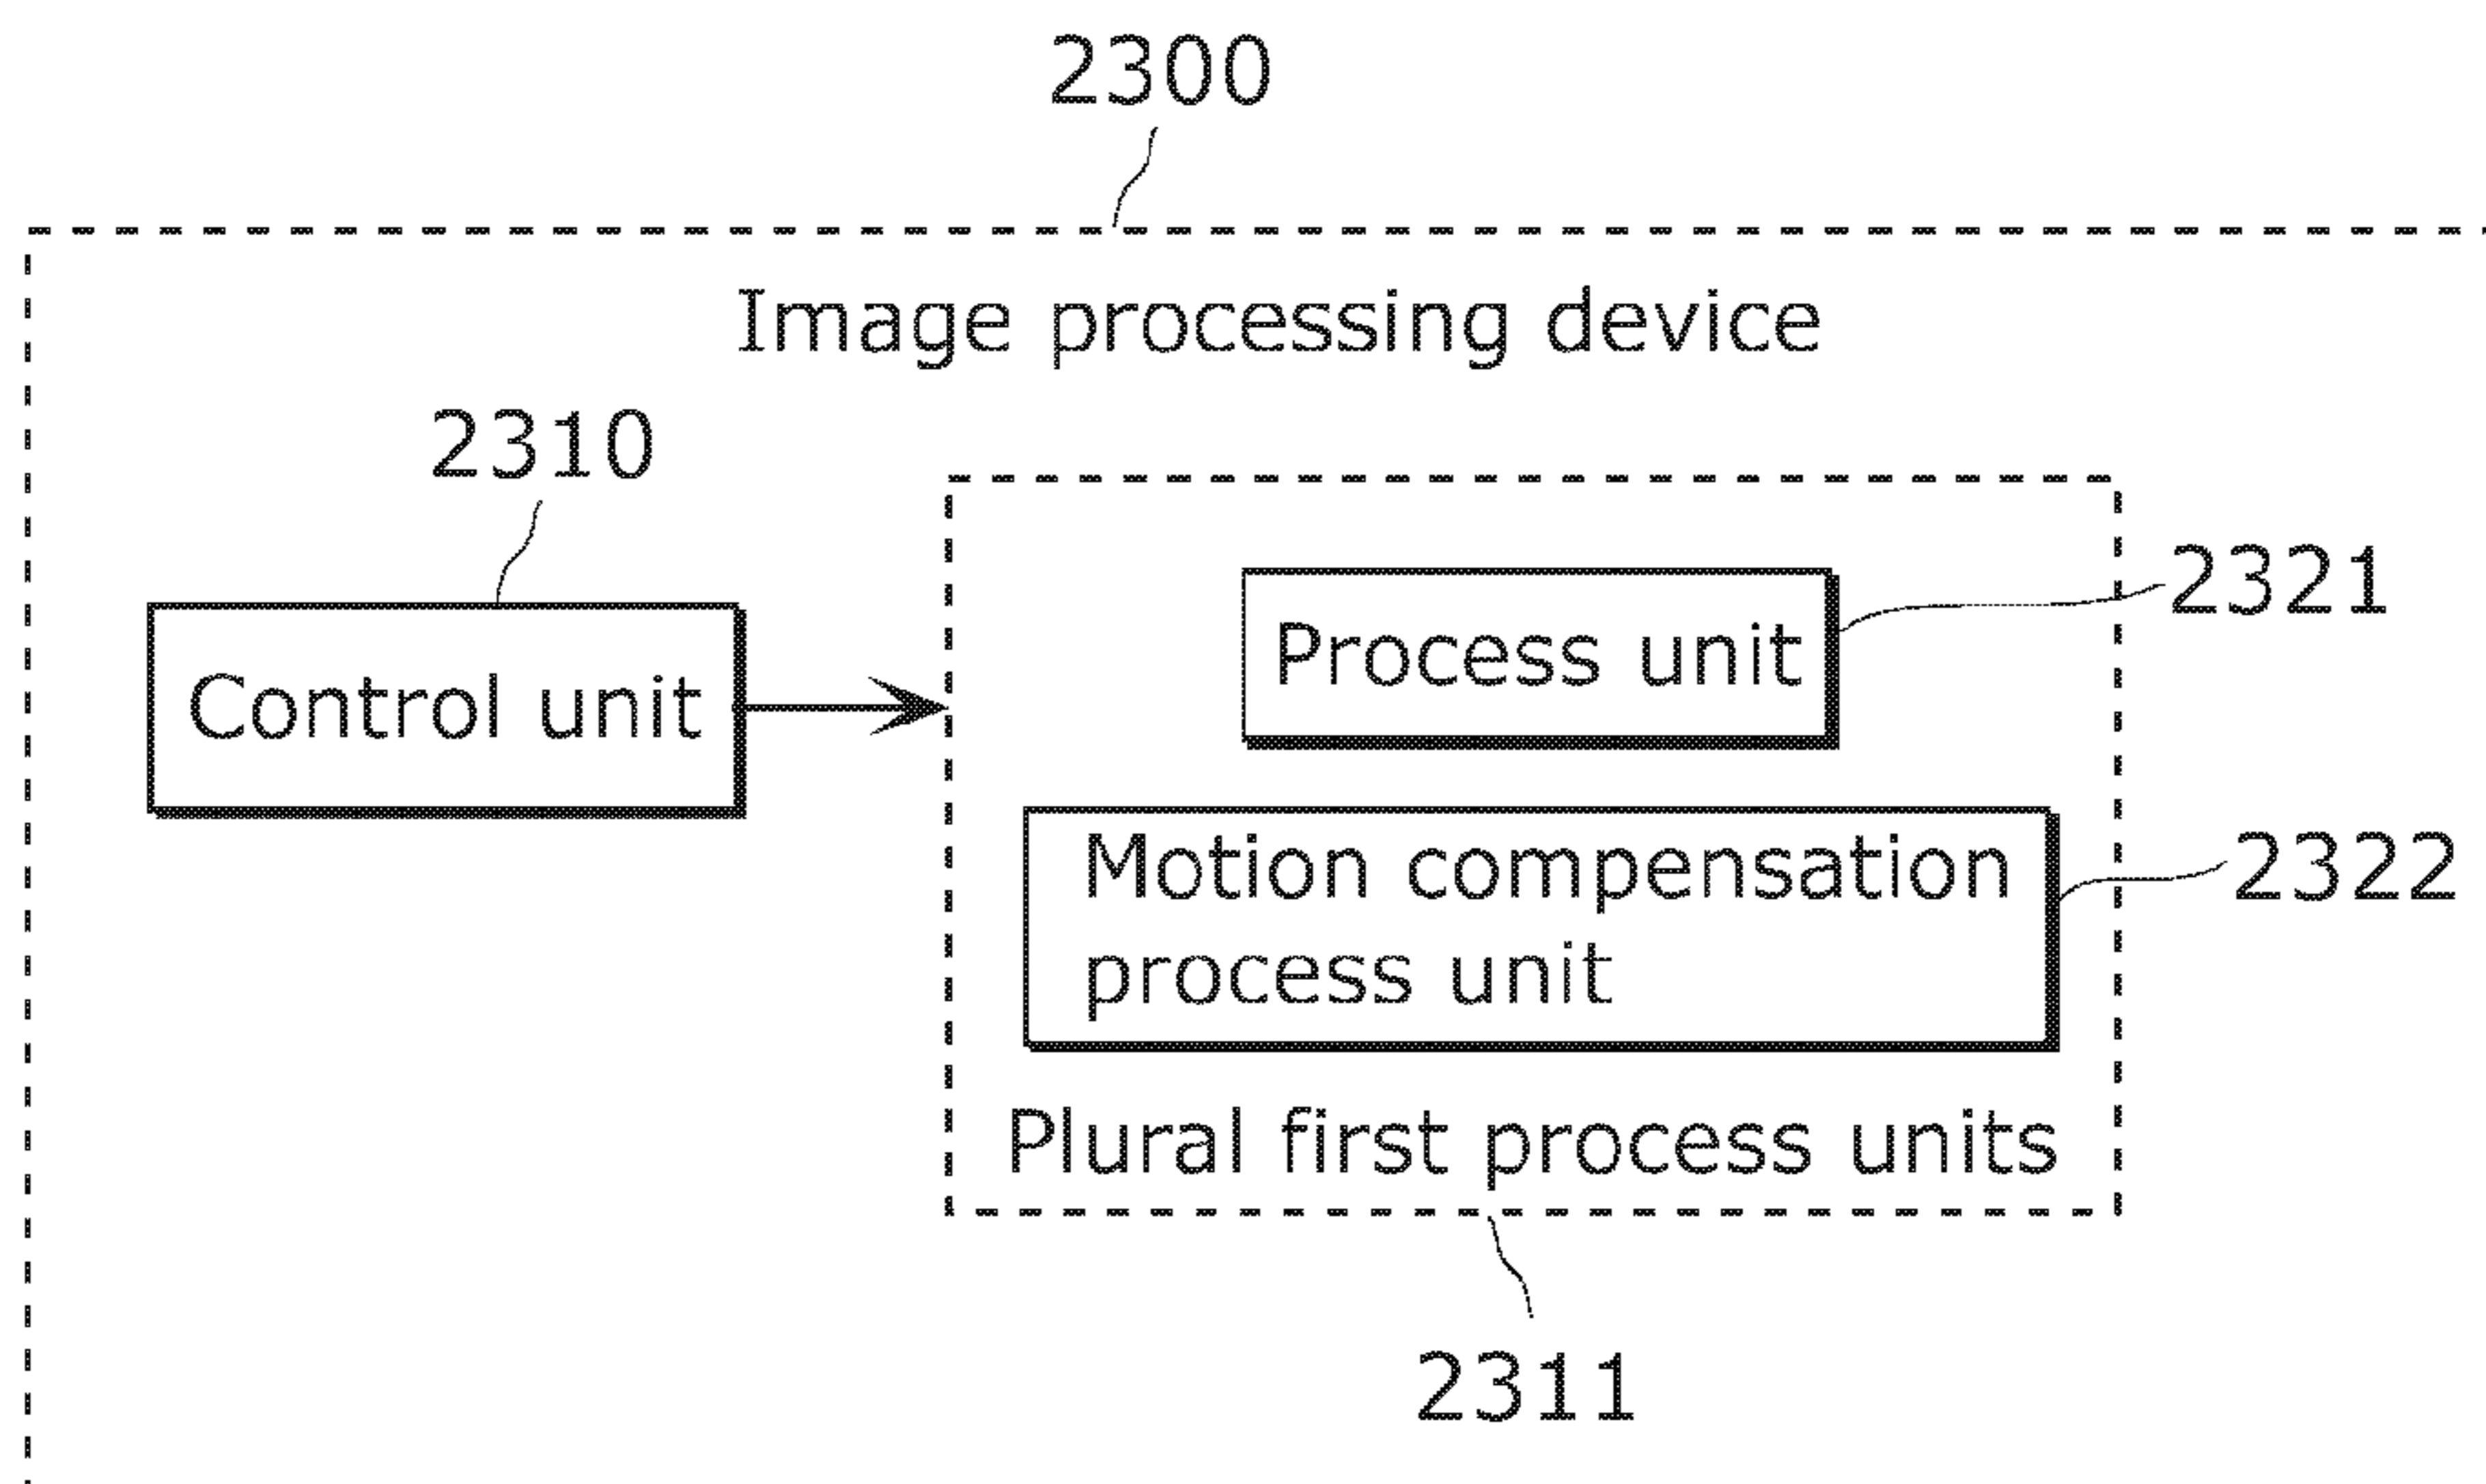 2300
Image processing device
2310
2321
Process unit
Control unit
2322
Motion compensation
process unit
Plural first process units
2311